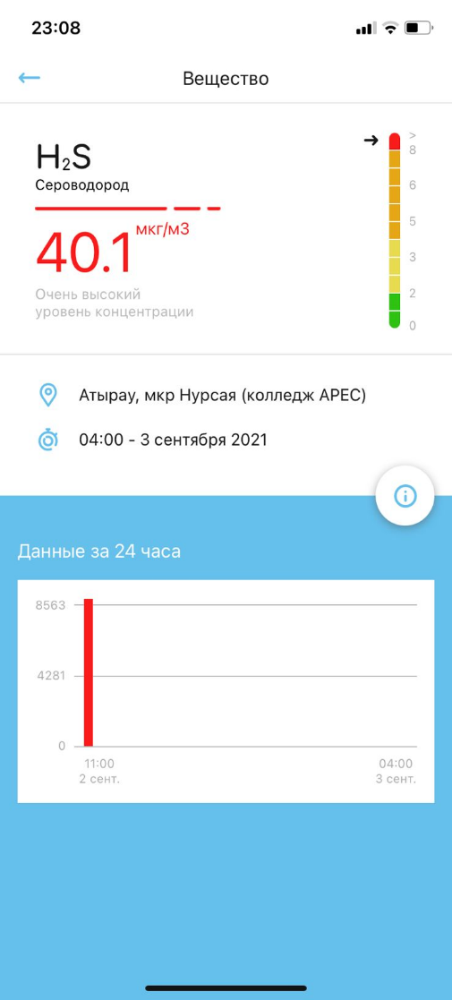 23:08
Вещество
H₂S
Сероводород
40.1 мкг/м3
Очень высокий
уровень концентрации
>
8
6
5
3
2
0
Атырау, мкр Нурсая (колледж АРЕС)
04:00 - 3 сентября 2021
Данные за 24 часа
8563
4281
0
11:00
2 сент.
04:00
3 сент.